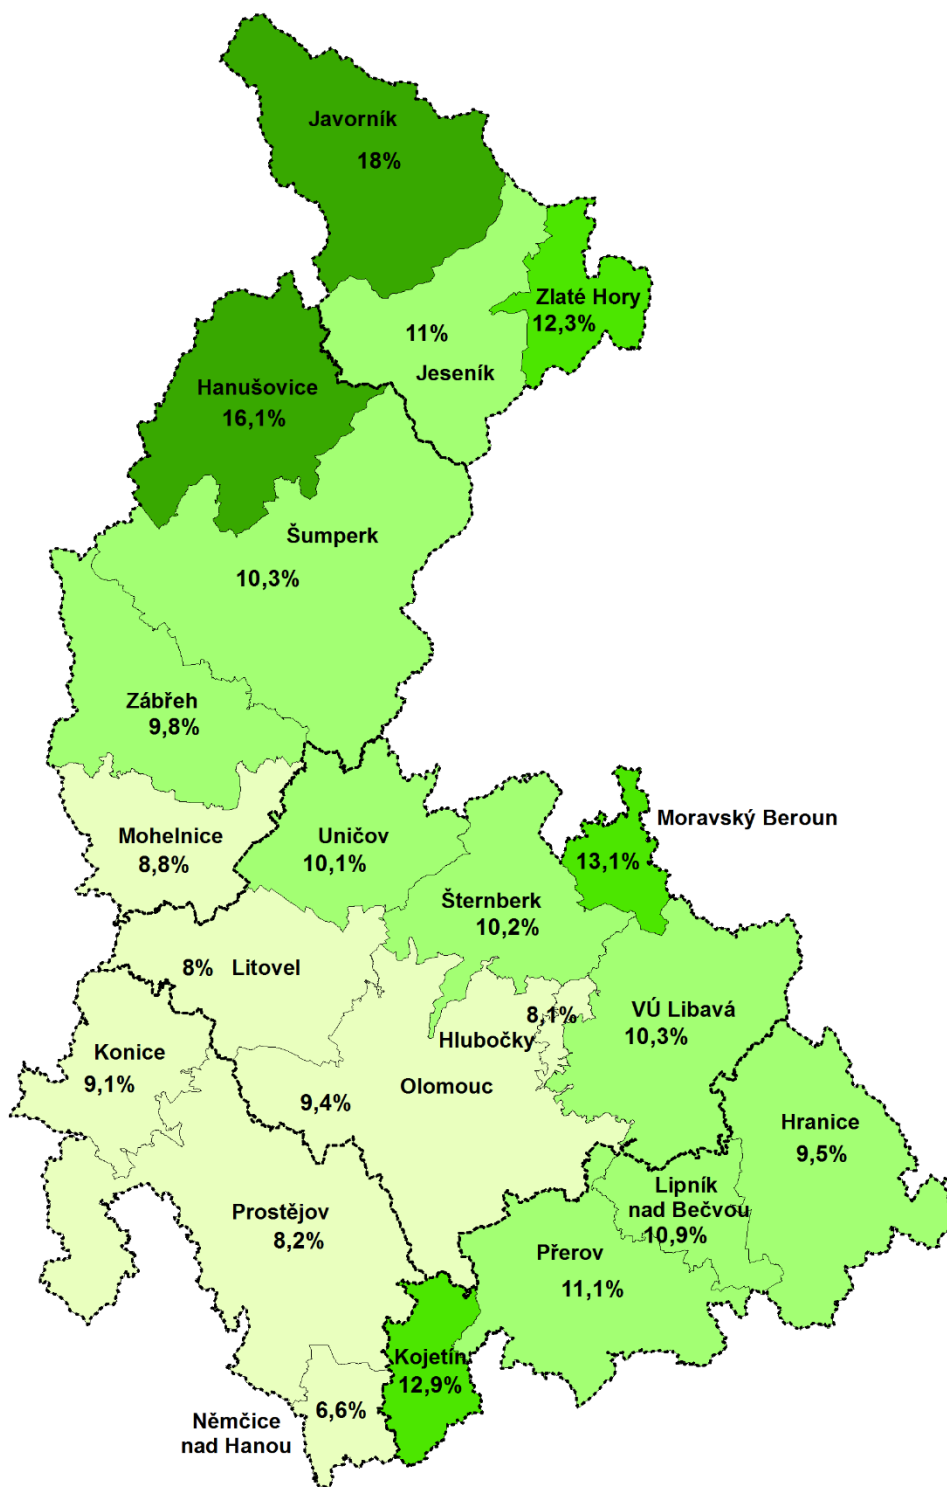 Javorník
18%
Zlaté Hory
12,3%
11%
Jeseník
Hanušovice
16,1%
Šumperk
10,3%
Zábřeh
9,8%
Mohelnice
8,8%
Uničov
10,1%
Moravský Beroun
13,1%
Šternberk
10,2%
8% Litovel
8,1%
Hlubočky
VÚ Libavá
10,3%
Konice
9,1%
Olomouc
9,4%
Hranice
9,5%
Lipník
nad Bečvou
10,9%
Prostějov
8,2%
Přerov
11,1%
Kojetín
12,9%
6,6%
Němčice
nad Hanou